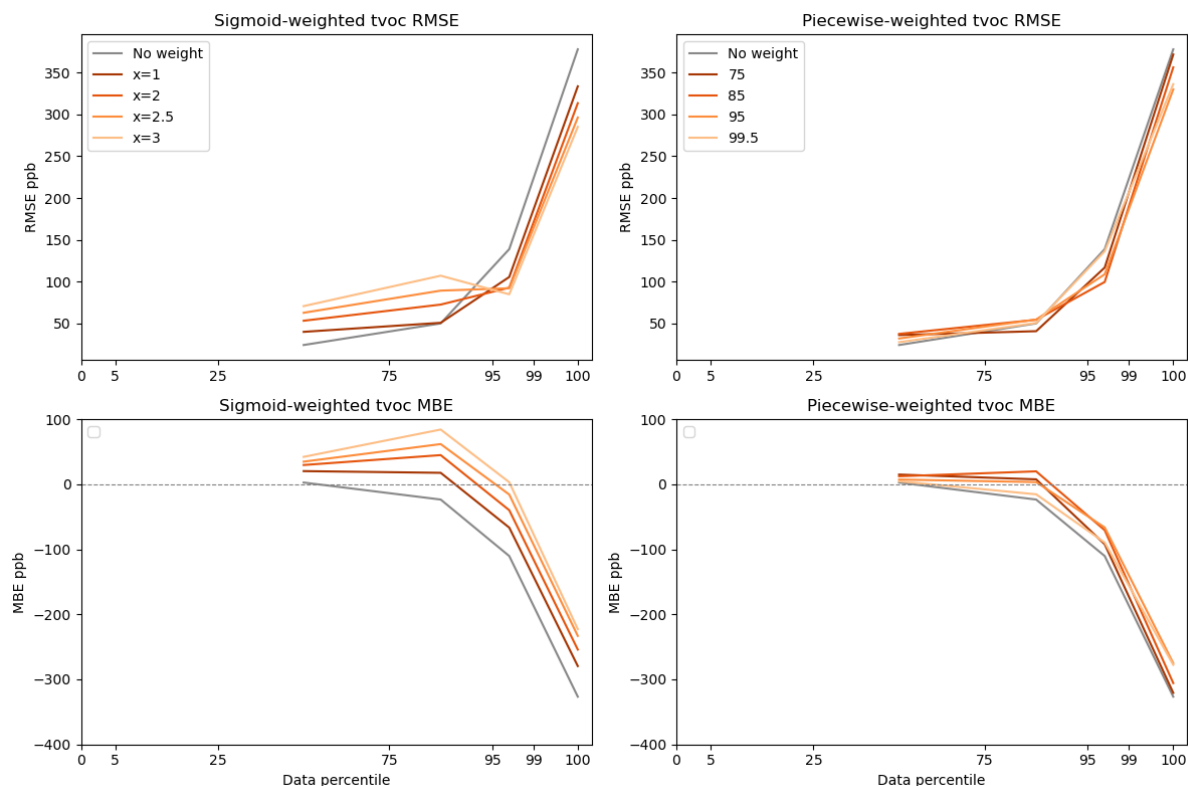 Sigmoid-weighted tvoc RMSE
RMSE ppb
350
300
250
200
150
100
50
No weight
x=1
x=2
x=2.5
x=3
0 5 25 75 95 99 100
Piecewise-weighted tvoc RMSE
RMSE ppb
350
300
250
200
150
100
50
No weight
75
85
95
99.5
0 5 25 75 95 99 100
Sigmoid-weighted tvoc MBE
MBE ppb
100
0
−100
−200
−300
−400
0 5 25 75 95 99 100
Data percentile
Piecewise-weighted tvoc MBE
MBE ppb
100
0
−100
−200
−300
−400
0 5 25 75 95 99 100
Data percentile